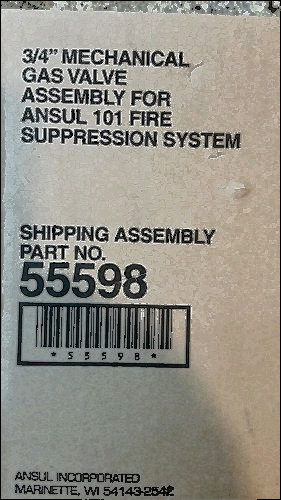 3/4" MECHANICAL
GAS VALVE
ASSEMBLY FOR
ANSUL 101 FIRE
SUPPRESSION SYSTEM
SHIPPING ASSEMBLY
PART NO.
55598
*55598*
ANSUL INCORPORATED
MARINETTE, WI 54143-2542